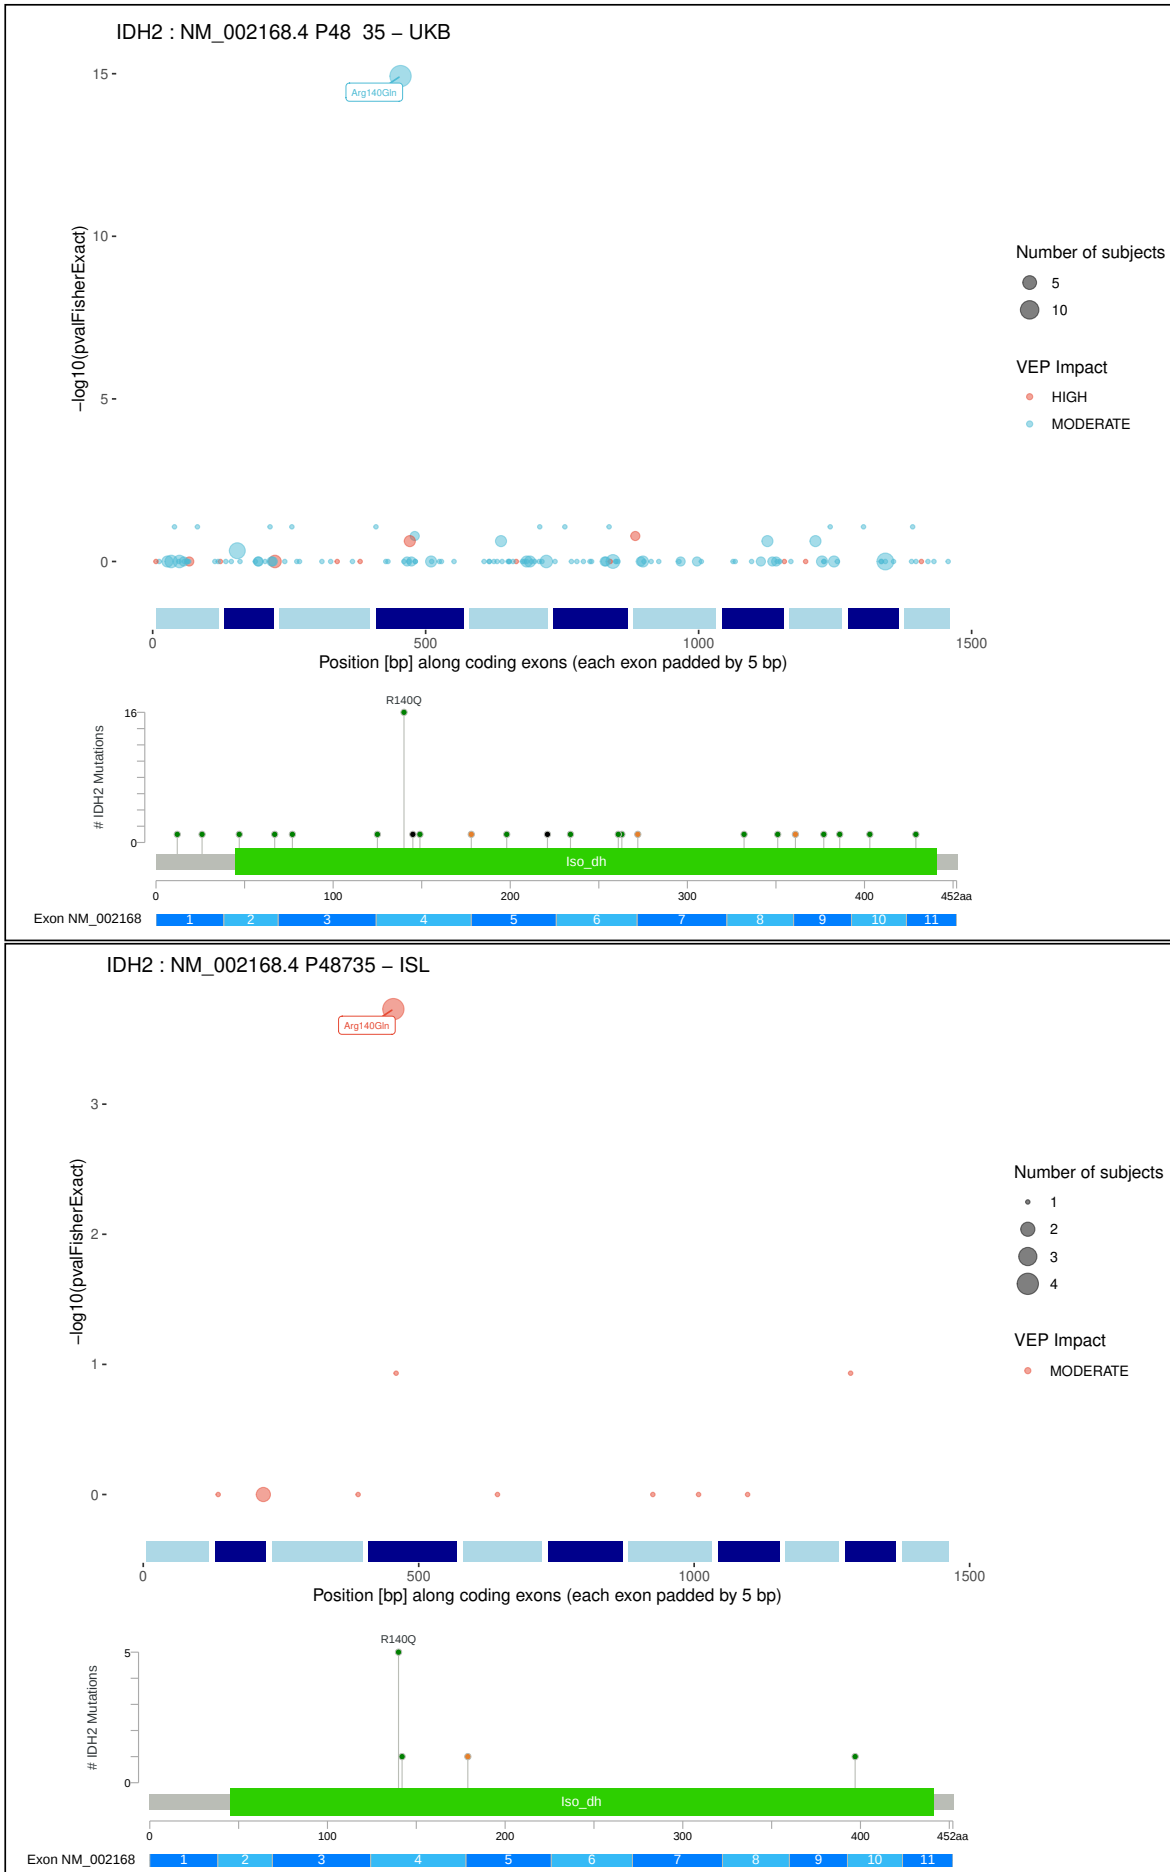 IDH2 : NM_002168.4 P48 35 – UKB
15
Arg140Gln
10
5
0
−log10(pvalFisherExact)
Number of subjects
5
10
VEP Impact
HIGH
MODERATE
0 500 1000 1500
Position [bp] along coding exons (each exon padded by 5 bp)
R140Q
16
0
# IDH2 Mutations
Iso_dh
0 100 200 300 400 452aa
Exon NM_002168 1 2 3 4 5 6 7 8 9 10 11
IDH2 : NM_002168.4 P48735 – ISL
Arg140Gln
3
2
1
0
−log10(pvalFisherExact)
Number of subjects
1
2
3
4
VEP Impact
MODERATE
0 500 1000 1500
Position [bp] along coding exons (each exon padded by 5 bp)
R140Q
5
0
# IDH2 Mutations
Iso_dh
0 100 200 300 400 452aa
Exon NM_002168 1 2 3 4 5 6 7 8 9 10 11